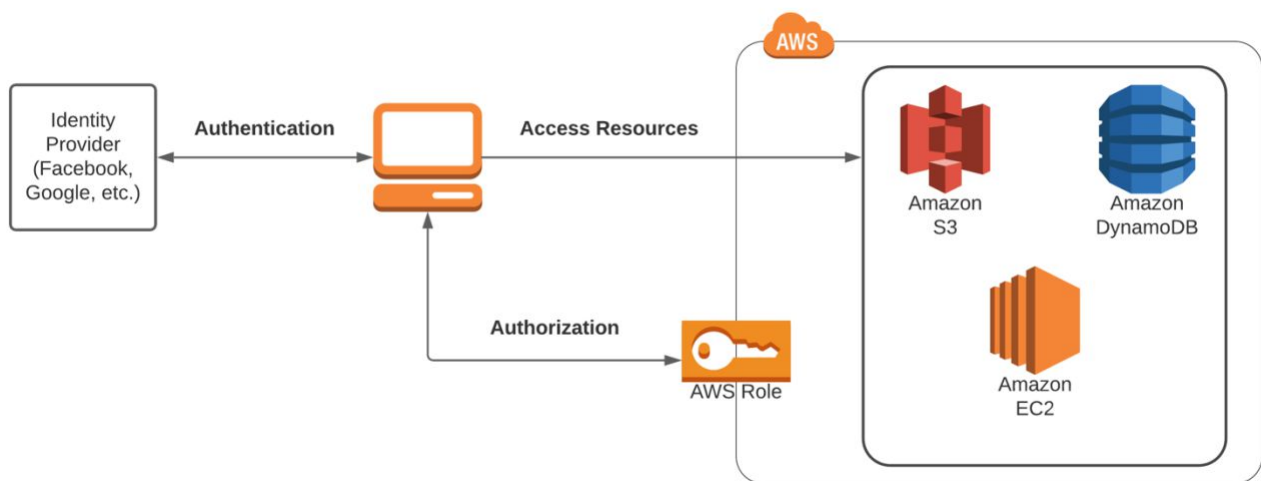 AWS
Identity
Provider
(Facebook,
Google, etc.)
Authentication
Access Resources
Amazon
S3
Amazon
DynamoDB
Authorization
AWS Role
Amazon
EC2